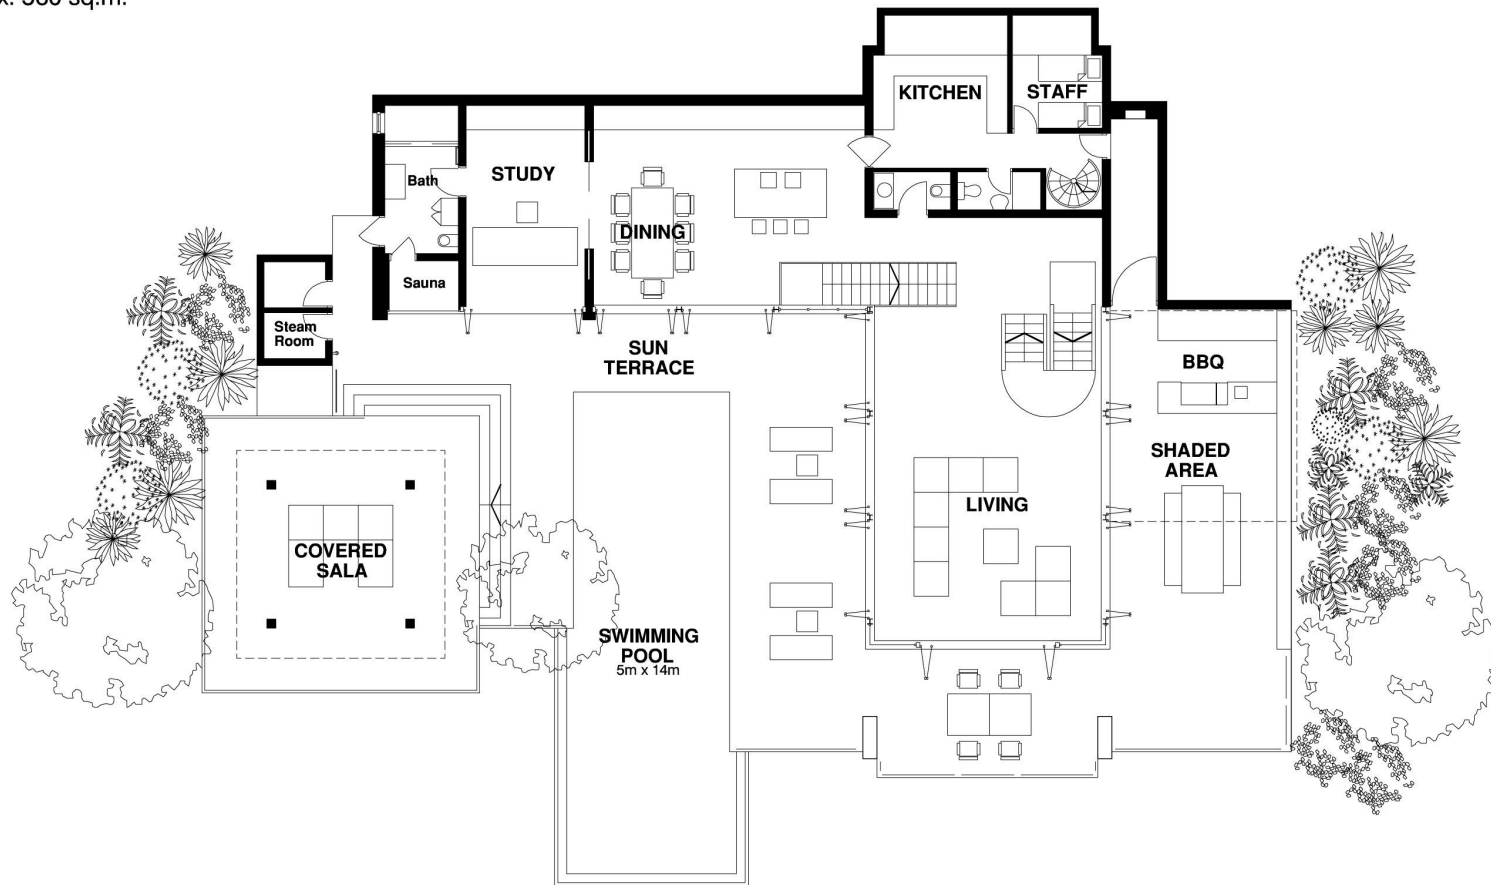 sq.m.
KITCHEN
STAFF
Bath
STUDY
DINING
Sauna
Steam
Room
SUN
TERRACE
BBQ
SHADED
AREA
LIVING
COVERED
SALA
SWIMMING
POOL
5m x 14m